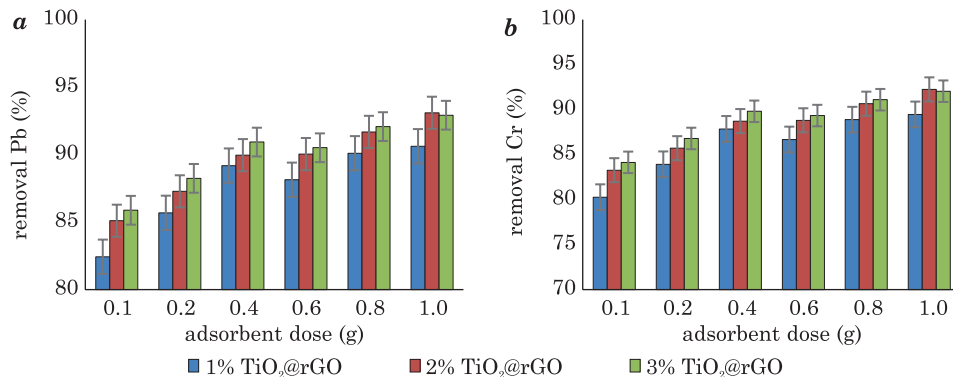 a
100
95
90
85
80
removal Pb (%)
0.1 0.2 0.4 0.6 0.8 1.0
adsorbent dose (g)
b
100
95
90
85
80
75
70
removal Cr (%)
0.1 0.2 0.4 0.6 0.8 1.0
adsorbent dose (g)
1% TiO₂@rGO 2% TiO₂@rGO 3% TiO₂@rGO